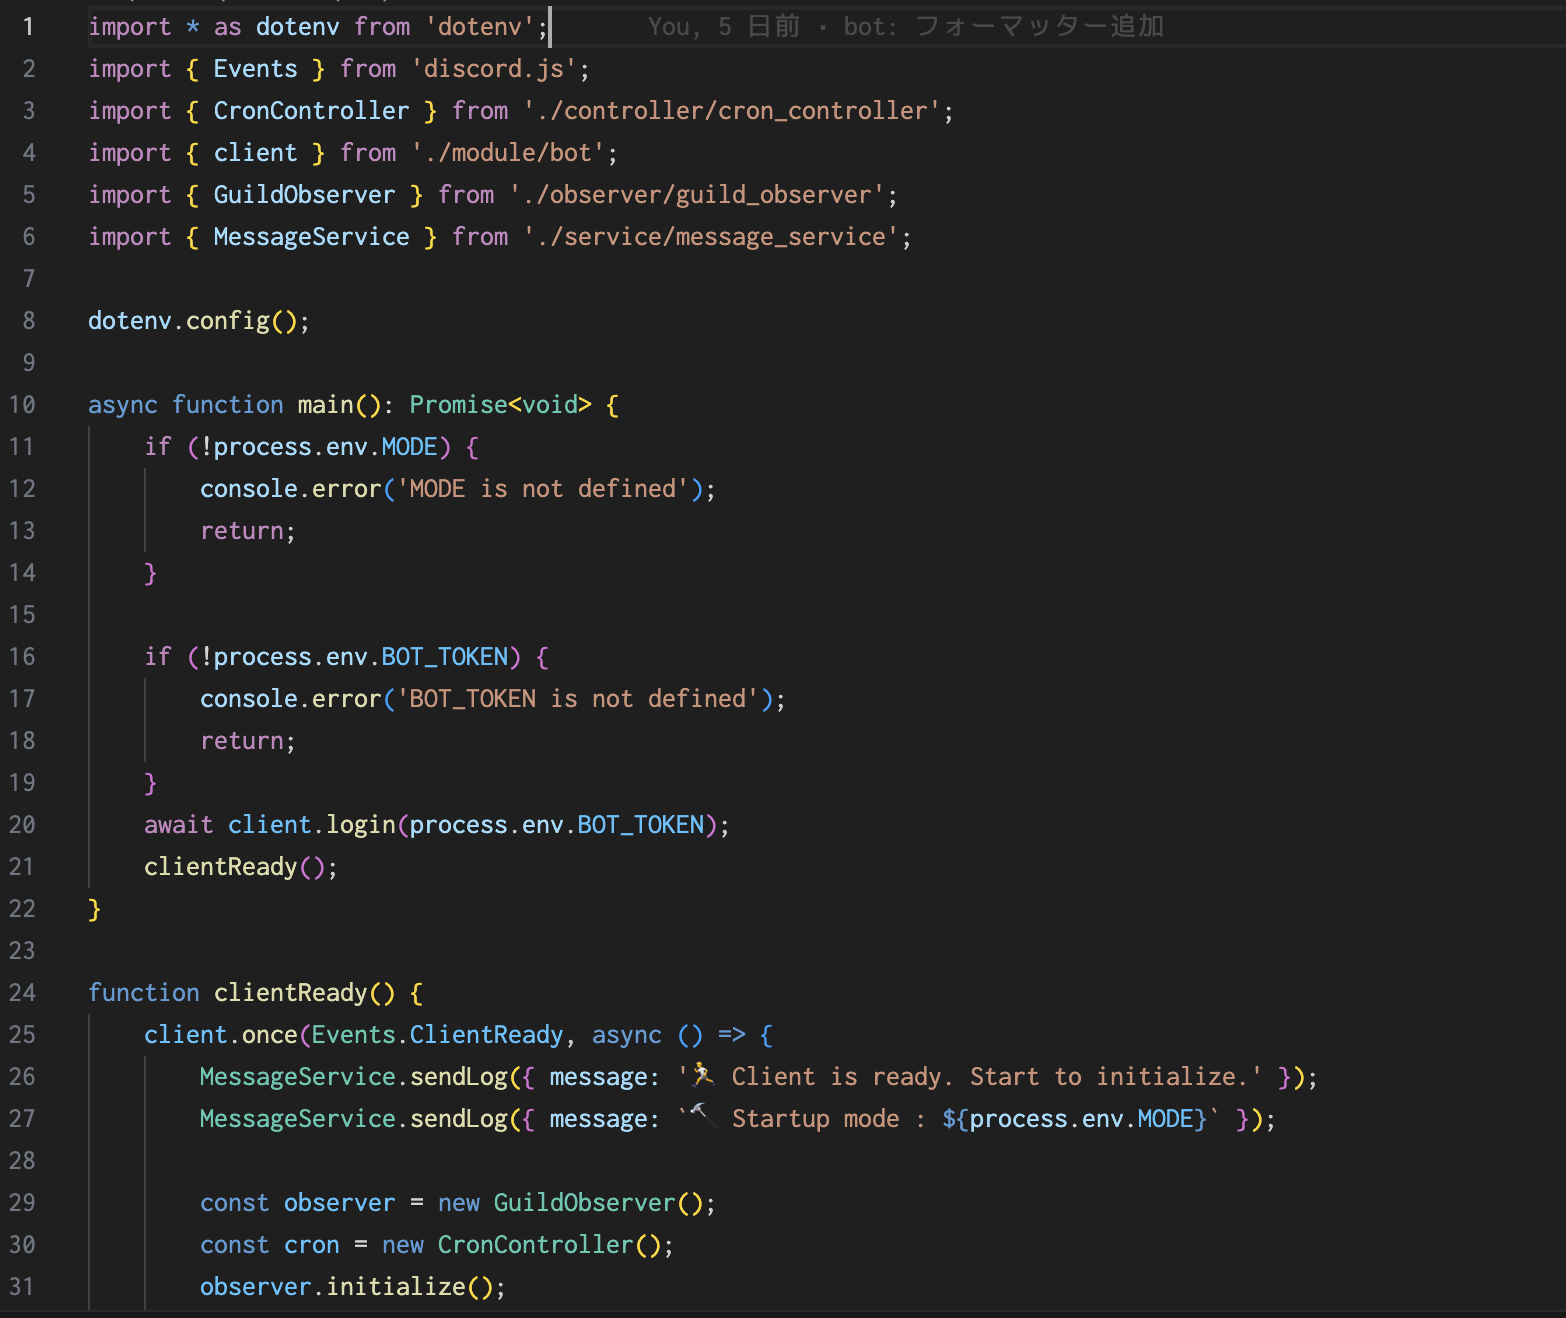 1 import * as dotenv from 'dotenv'; You, 5 日前 · bot: フォーマッター追加
2 import { Events } from 'discord.js';
3 import { CronController } from './controller/cron_controller';
4 import { client } from './module/bot';
5 import { GuildObserver } from './observer/guild_observer';
6 import { MessageService } from './service/message_service';
7
8 dotenv.config();
9
10 async function main(): Promise<void> {
11     if (!process.env.MODE) {
12         console.error('MODE is not defined');
13         return;
14     }
15
16     if (!process.env.BOT_TOKEN) {
17         console.error('BOT_TOKEN is not defined');
18         return;
19     }
20     await client.login(process.env.BOT_TOKEN);
21     clientReady();
22 }
23
24 function clientReady() {
25     client.once(Events.ClientReady, async () => {
26         MessageService.sendLog({ message: '🏃 Client is ready. Start to initialize.' });
27         MessageService.sendLog({ message: `🔨 Startup mode : ${process.env.MODE}` });
28
29         const observer = new GuildObserver();
30         const cron = new CronController();
31         observer.initialize();